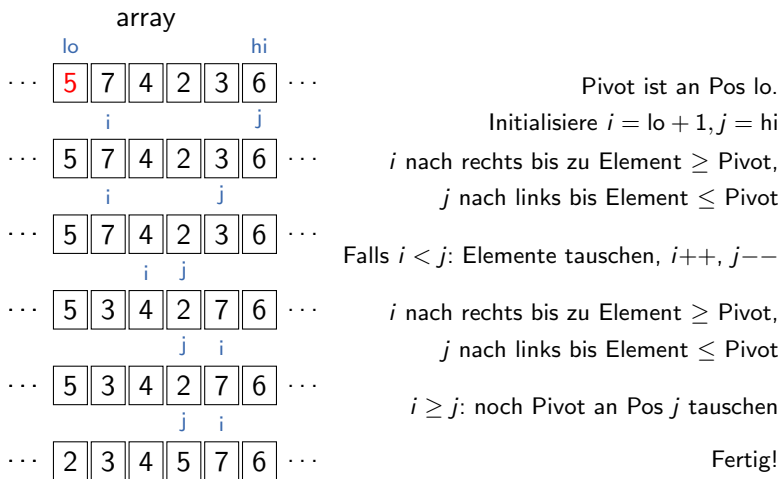 array
lo hi
··· 5 7 4 2 3 6 ··· Pivot ist an Pos lo.
i j Initialisiere i = lo + 1, j = hi
··· 5 7 4 2 3 6 ··· i nach rechts bis zu Element ≥ Pivot,
i j j nach links bis Element ≤ Pivot
··· 5 7 4 2 3 6 ···
Falls i < j: Elemente tauschen, i++, j−−
i j
··· 5 3 4 2 7 6 ··· i nach rechts bis zu Element ≥ Pivot,
j i j nach links bis Element ≤ Pivot
··· 5 3 4 2 7 6 ···
i ≥ j: noch Pivot an Pos j tauschen
j i
··· 2 3 4 5 7 6 ··· Fertig!